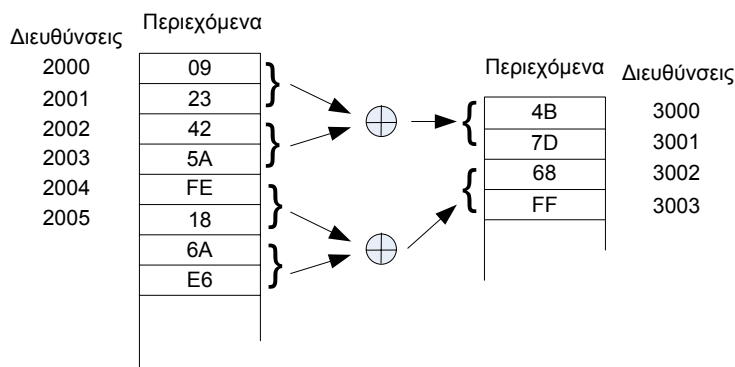 Διευθύνσεις Περιεχόμενα
2000 09
2001 23
2002 42
2003 5A
2004 FE
2005 18
6A
E6
Περιεχόμενα Διευθύνσεις
4B 3000
7D 3001
68 3002
FF 3003